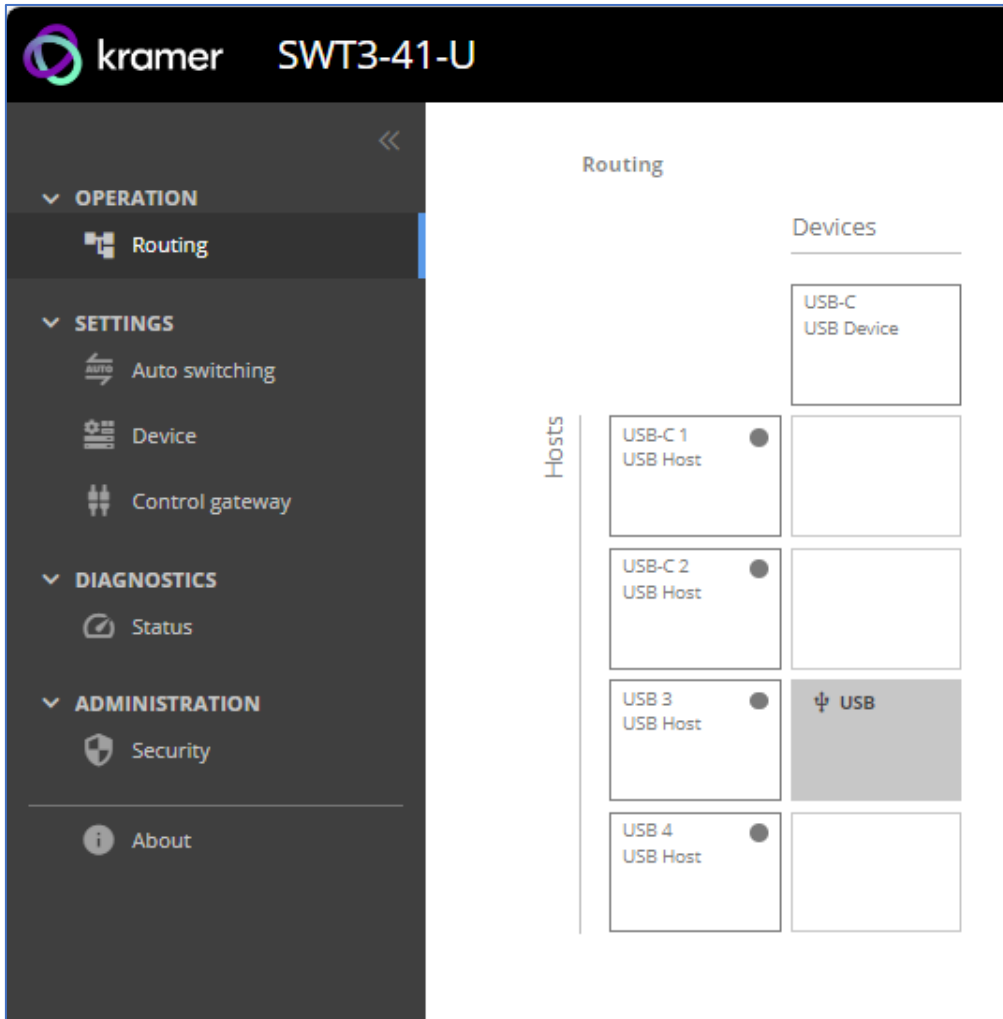 kramer SWT3-41-U
OPERATION
Routing
SETTINGS
AUTO
Auto switching
Device
Control gateway
DIAGNOSTICS
Status
ADMINISTRATION
Security
About
Routing
Devices
USB-C
USB Device
Hosts
USB-C 1
USB Host
USB-C 2
USB Host
USB 3
USB Host
USB
USB 4
USB Host